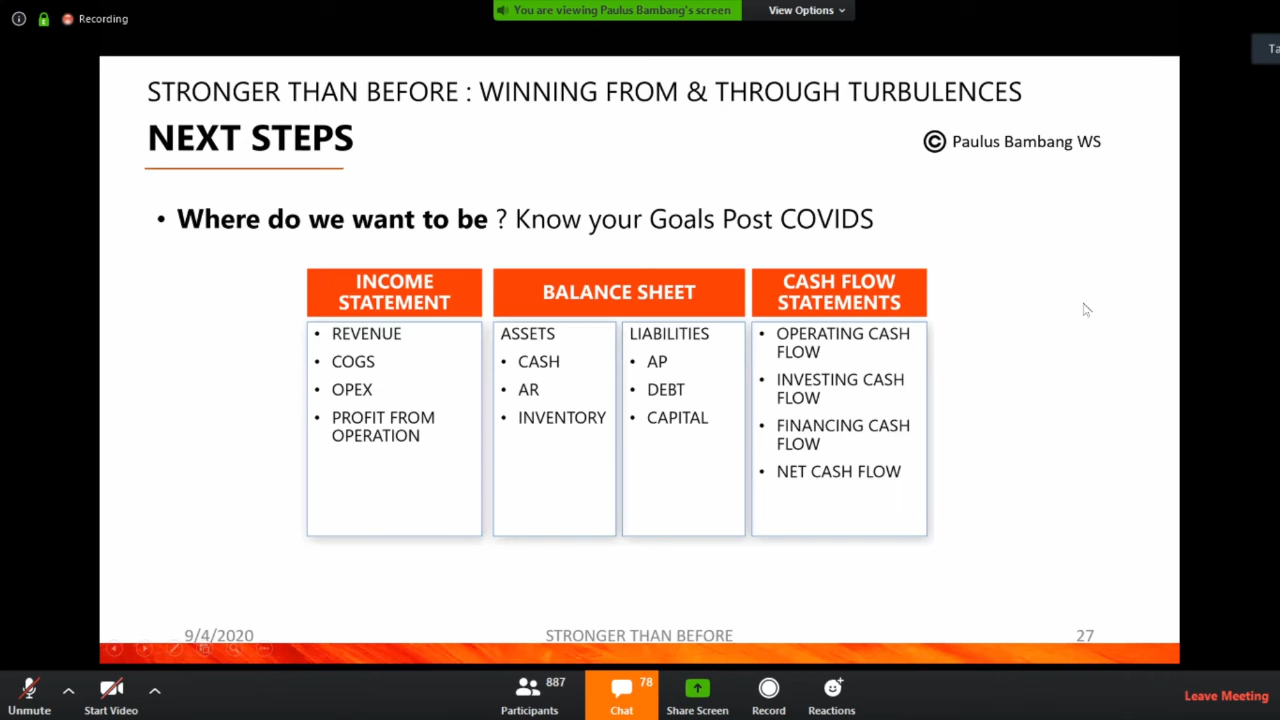 Recording
You are viewing Paulus Bambang's screen
View Options
Ta
STRONGER THAN BEFORE : WINNING FROM & THROUGH TURBULENCES
NEXT STEPS
© Paulus Bambang WS
• Where do we want to be ? Know your Goals Post COVIDS
INCOME
STATEMENT
• REVENUE
• COGS
• OPEX
• PROFIT FROM
OPERATION
BALANCE SHEET
ASSETS
• CASH
• AR
• INVENTORY
LIABILITIES
• AP
• DEBT
• CAPITAL
CASH FLOW
STATEMENTS
• OPERATING CASH
FLOW
• INVESTING CASH
FLOW
• FINANCING CASH
FLOW
• NET CASH FLOW
9/4/2020
STRONGER THAN BEFORE
27
Unmute
Start Video
887
Participants
78
Chat
Share Screen
Record
Reactions
Leave Meeting